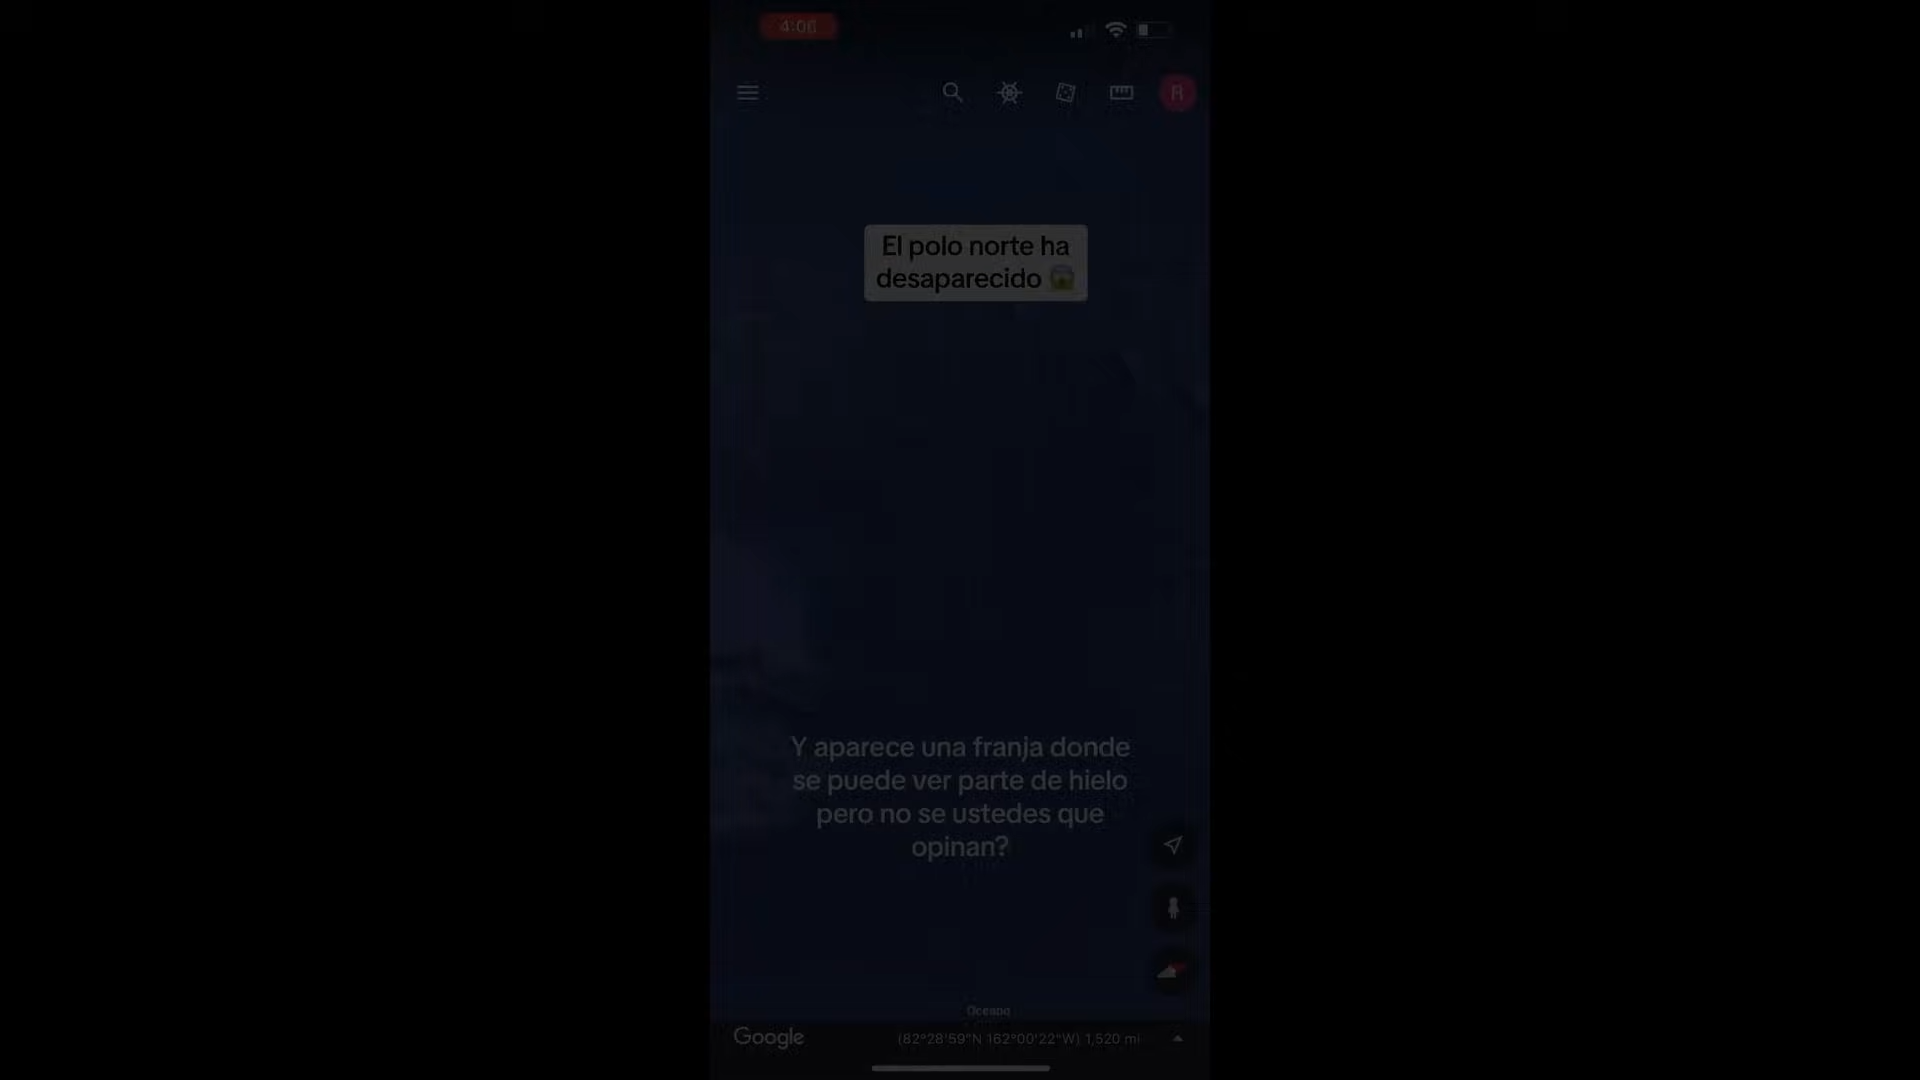 4:06
R
El polo norte ha
desaparecido 😱
Y aparece una franja donde
se puede ver parte de hielo
pero no se ustedes que
opinan?
Oceano
Google
(82°28'59"N 162°00'22"W) 1,520 mi